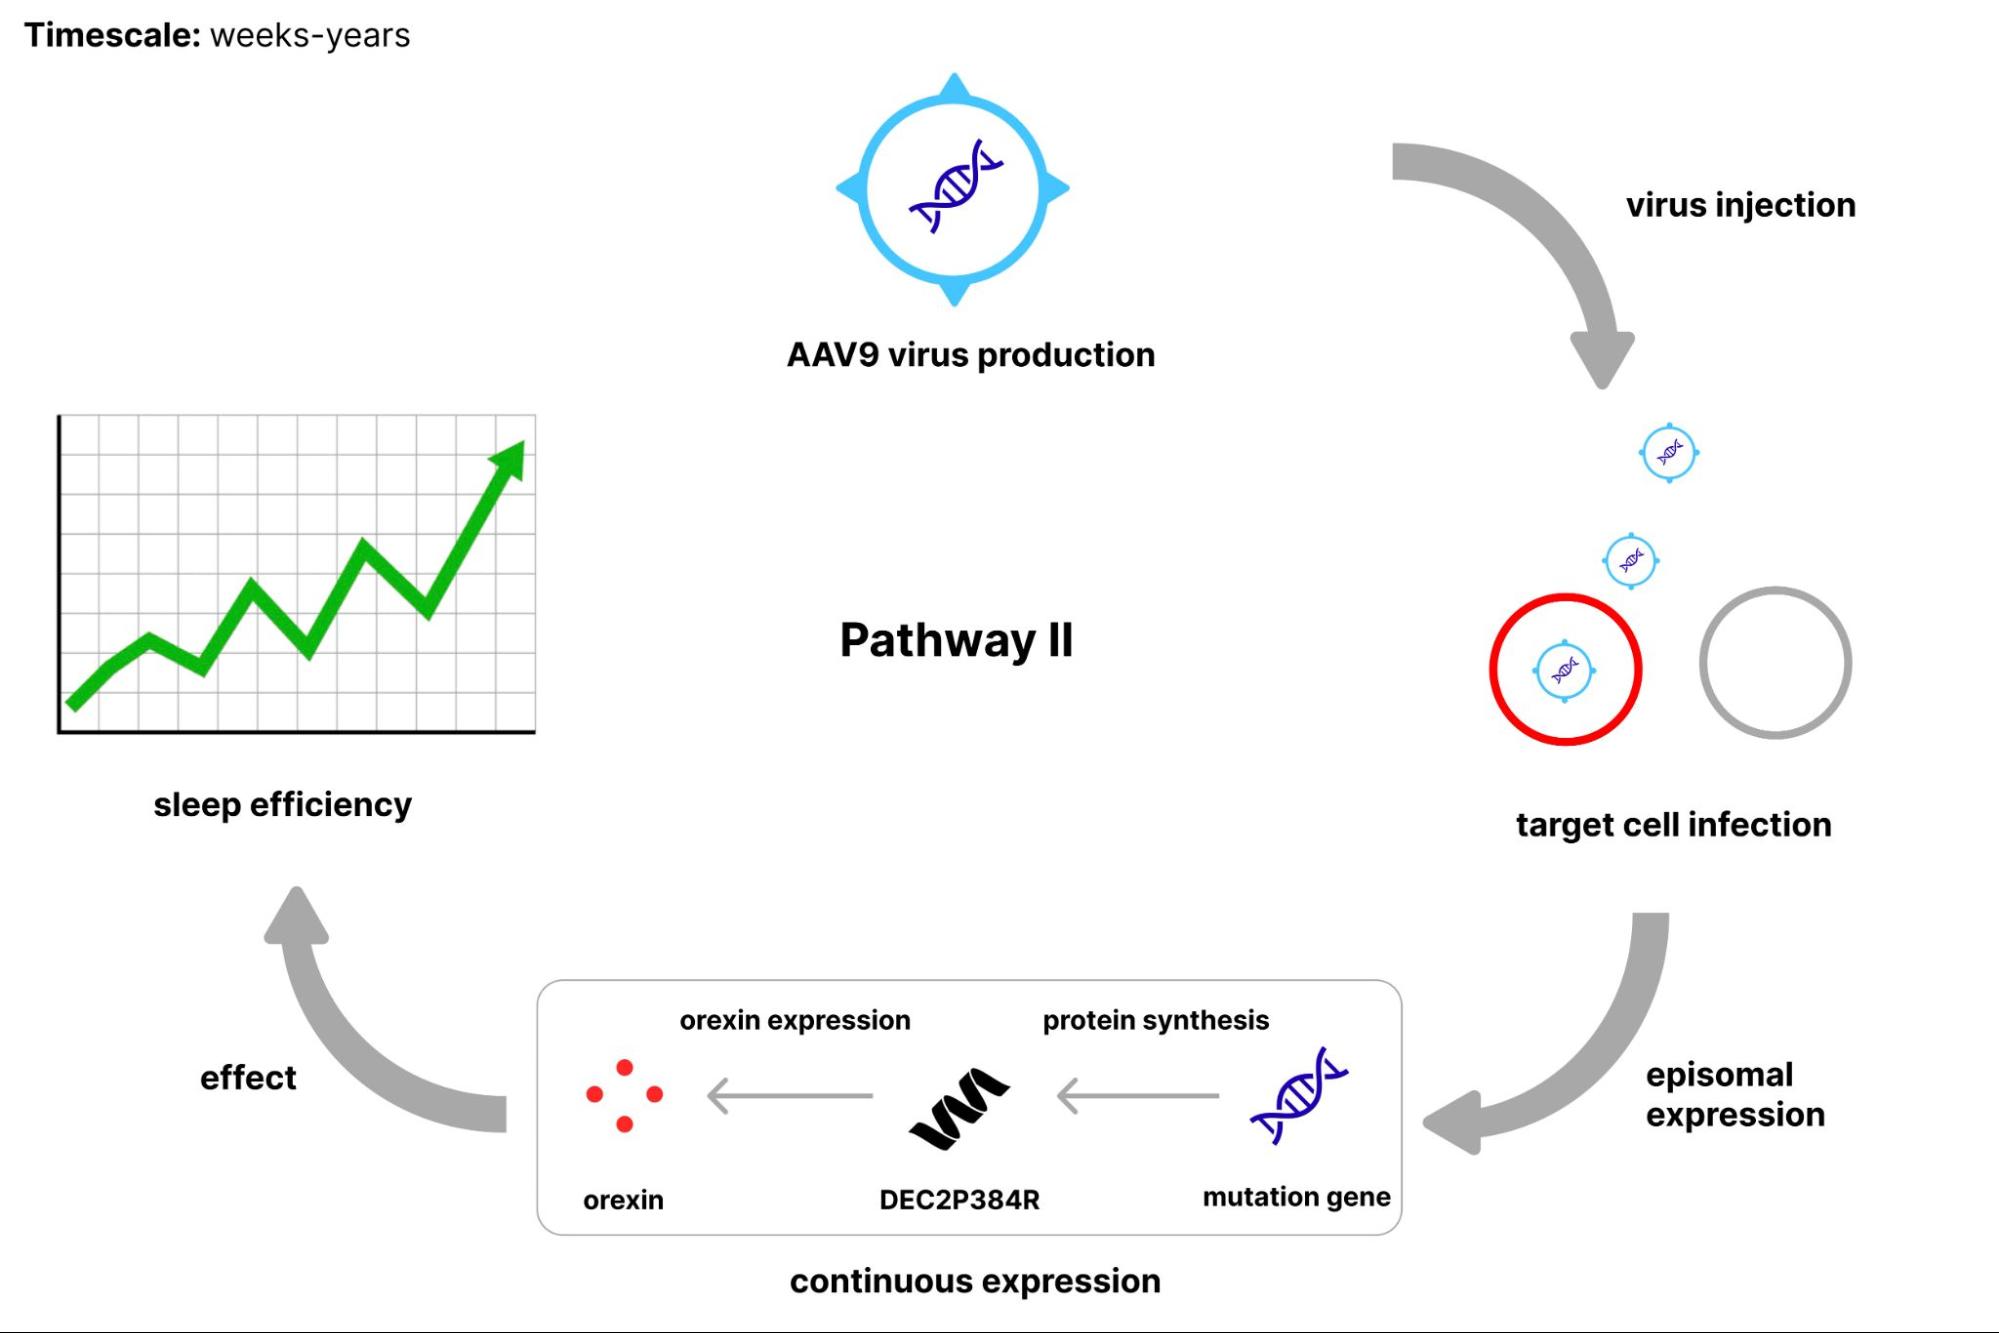 Timescale: weeks-years
virus injection
AAV9 virus production
Pathway II
sleep efficiency
target cell infection
orexin expression
protein synthesis
effect
episomal
expression
orexin
DEC2P384R
mutation gene
continuous expression